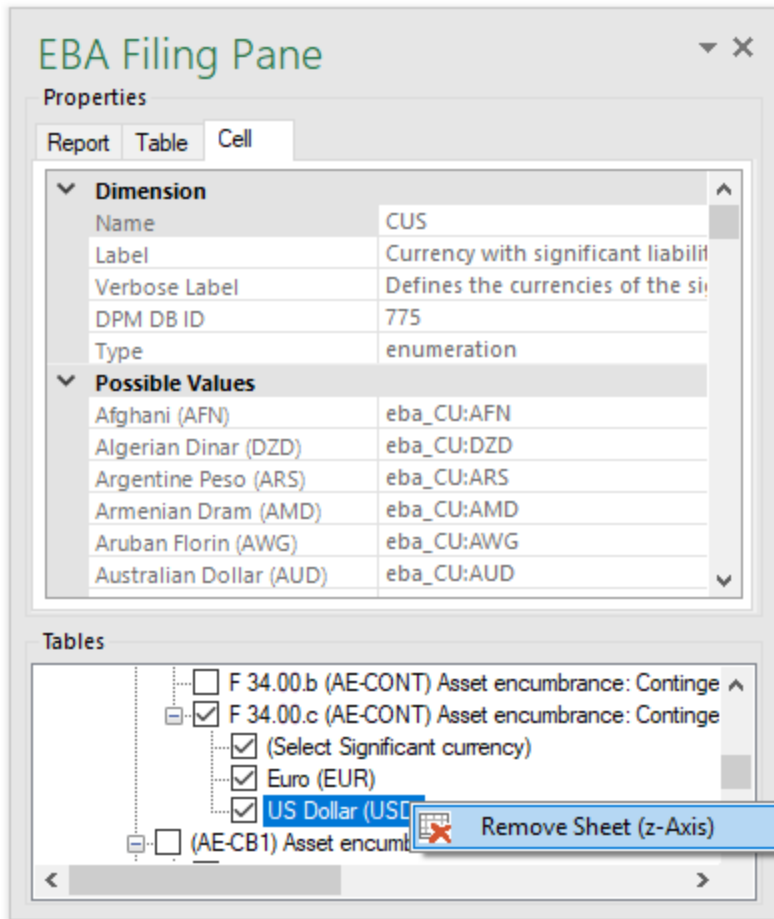 EBA Filing Pane
Properties
Report Table Cell
Dimension
Name CUS
Label Currency with significant liabilit
Verbose Label Defines the currencies of the si
DPM DB ID 775
Type enumeration
Possible Values
Afghani (AFN) eba_CU:AFN
Algerian Dinar (DZD) eba_CU:DZD
Argentine Peso (ARS) eba_CU:ARS
Armenian Dram (AMD) eba_CU:AMD
Aruban Florin (AWG) eba_CU:AWG
Australian Dollar (AUD) eba_CU:AUD
Tables
F 34.00.b (AE-CONT) Asset encumbrance: Continge
F 34.00.c (AE-CONT) Asset encumbrance: Continge
(Select Significant currency)
Euro (EUR)
US Dollar (USD
Remove Sheet (z-Axis)
(AE-CB1) Asset encumb